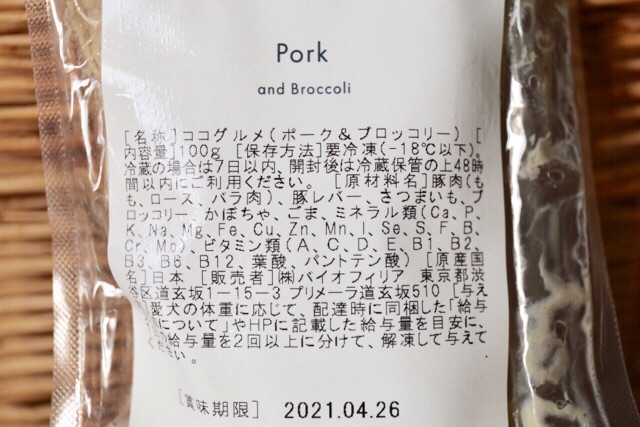 Pork
and Broccoli
[名称]ココグルメ(ポーク&ブロッコリー) [
内容量]100g [保存方法]要冷凍(-18℃以下)。
冷蔵の場合は7日以内、開封後は冷蔵保管の上48時
間以内にご利用ください。 [原材料名]豚肉(も
も、ロース、バラ肉)、豚レバー、さつまいも、ブ
ロッコリー、かぼちゃ、ごま、ミネラル類(Ca、P、
K、Na、Mg、Fe、Cu、Zn、Mn、I、Se、S、F、B、
Cr、Mo)、ビタミン類(A、C、D、E、B1、B2、
B3、B6、B12、葉酸、パントテン酸) [原産国
名]日本 [販売者]㈱バイオフィリア 東京都渋
谷区道玄坂1-15-3 プリメーラ道玄坂510 [与え
愛犬の体重に応じて、配達時に同梱した「給与
について」やHPに記載した給与量を目安に、
給与量を2回以上に分けて、解凍して与えて
い。
[賞味期限] 2021.04.26